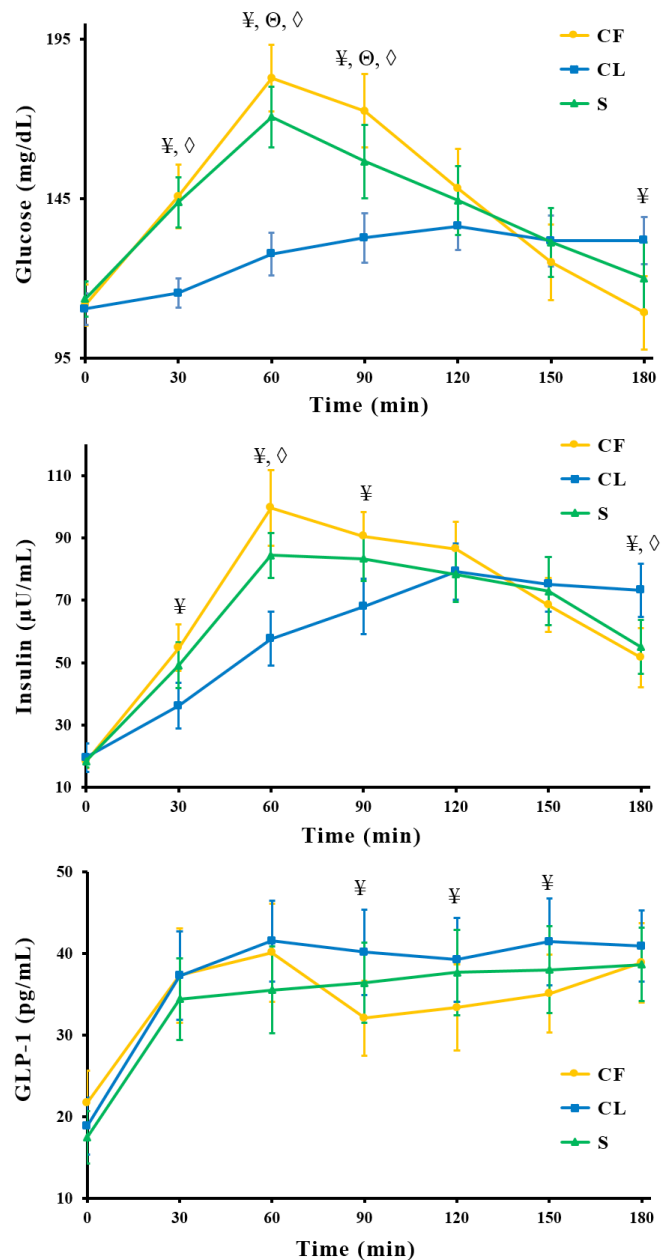 195
¥, Θ, ◊
¥, Θ, ◊
CF
CL
S
¥, ◊
¥
145
Glucose (mg/dL)
95
0 30 60 90 120 150 180
Time (min)
110
¥, ◊
¥
CF
CL
S
90
¥, ◊
¥
70
Insulin (µU/mL)
50
30
10
0 30 60 90 120 150 180
Time (min)
50
¥
¥
¥
40
GLP-1 (pg/mL)
30
CF
CL
S
20
10
0 30 60 90 120 150 180
Time (min)